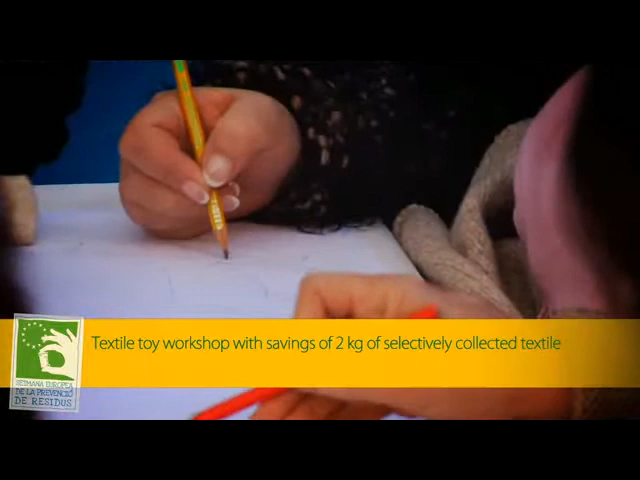 Textile toy workshop with savings of 2 kg of selectively collected textile
SETMANA EUROPEA
DE LA PREVENCIÓ
DE RESIDUS